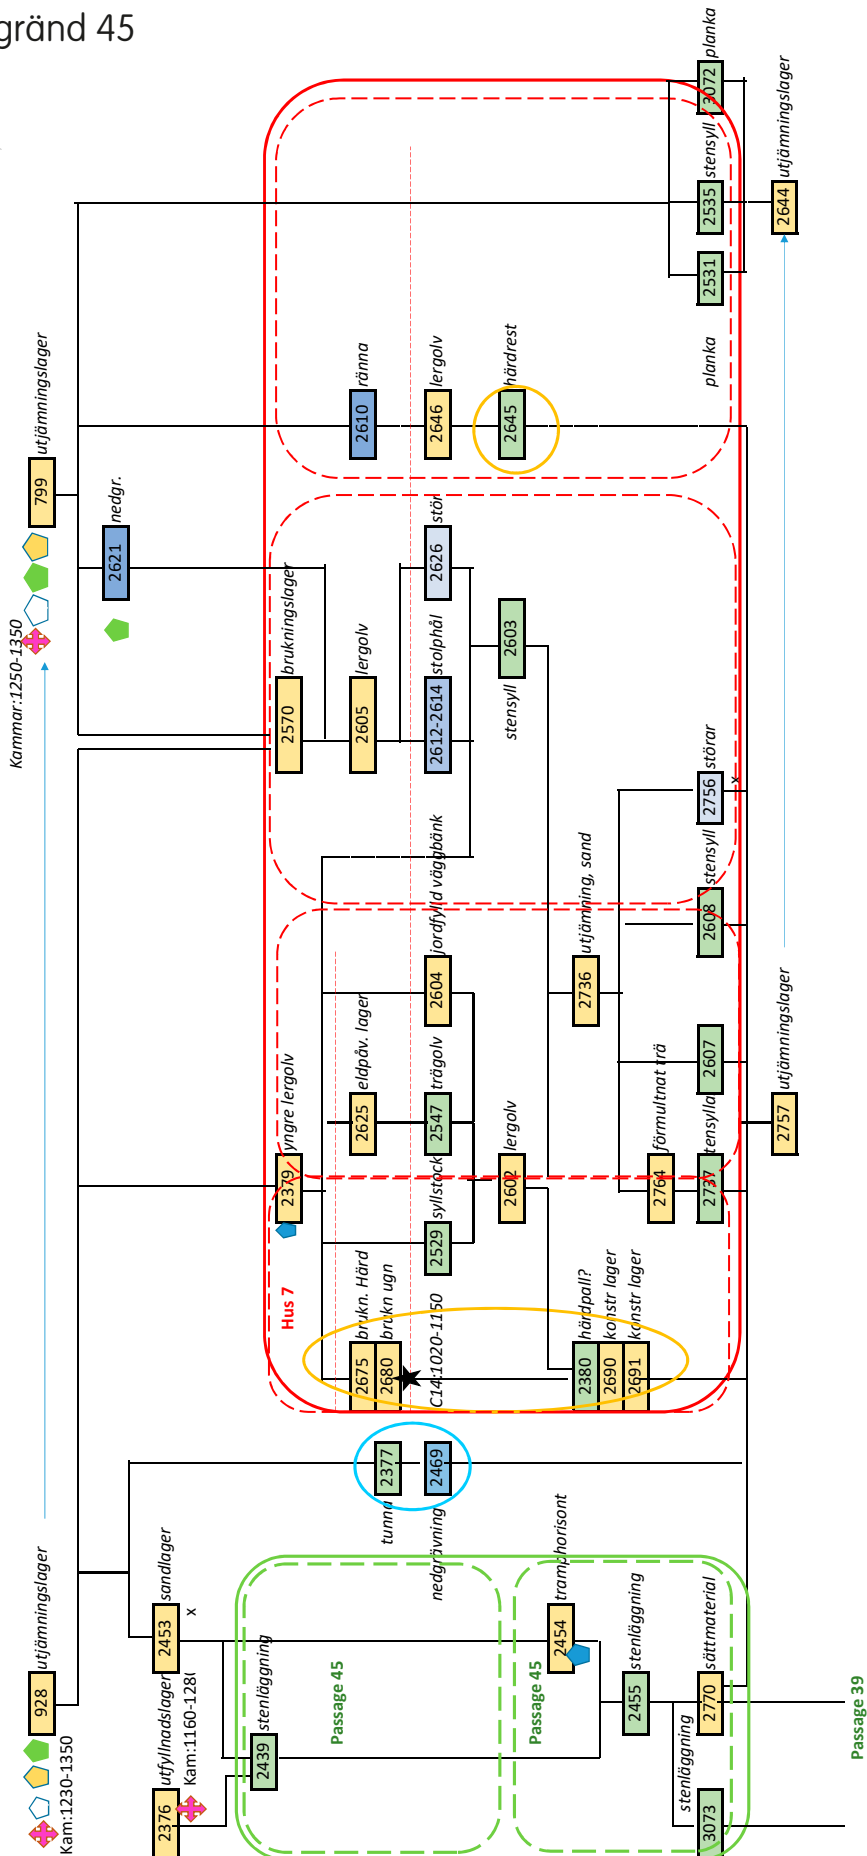 gränd 45
planka
3072
utjämningslager
stensyll
2535
2644
2531
planka
utjämningslager
799
ränna
2610
lergolv
2646
härdrest
2645
nedgr.
2621
Kammar:1250-1350
brukningslager
2570
lergolv
2605
stör
2626
stolphål
2612-2614
2603
stensyll
störar
2756
x
jordfylld väggbänk
2604
utjämning, sand
2736
stensyll
2608
utjämningslager
2757
yngre lergolv
2379
eldpåv. lager
2625
trägolv
2547
syllstock
2529
lergolv
2602
förmultnat trä
2764
2607
tensylla
2737
Hus 7
brukn. Härd
2675
brukn ugn
2680
C14:1020-1150
härdpall?
2380
konstr lager
2690
konstr lager
2691
2377
tunna
2469
nedgrävning
utjämningslager
928
Kam:1230-1350
sandlager
2453
x
utfyllnadslager
2376
Kam:1160-128
stenläggning
2439
Passage 45
tramphorisont
2454
Passage 45
stenläggning
2455
sättmaterial
2770
stenläggning
3073
Passage 39